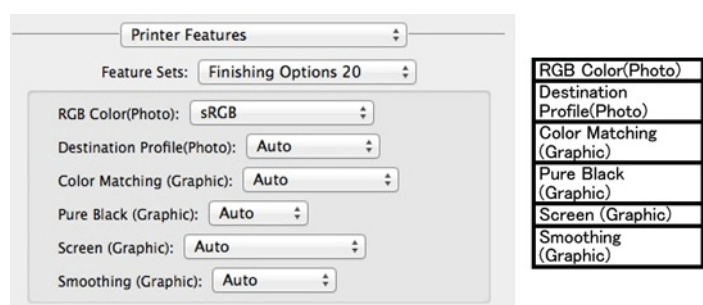 Printer Features
Feature Sets: Finishing Options 20
RGB Color(Photo): sRGB
Destination Profile(Photo): Auto
Color Matching (Graphic): Auto
Pure Black (Graphic): Auto
Screen (Graphic): Auto
Smoothing (Graphic): Auto
RGB Color(Photo)
Destination
Profile(Photo)
Color Matching
(Graphic)
Pure Black
(Graphic)
Screen (Graphic)
Smoothing
(Graphic)